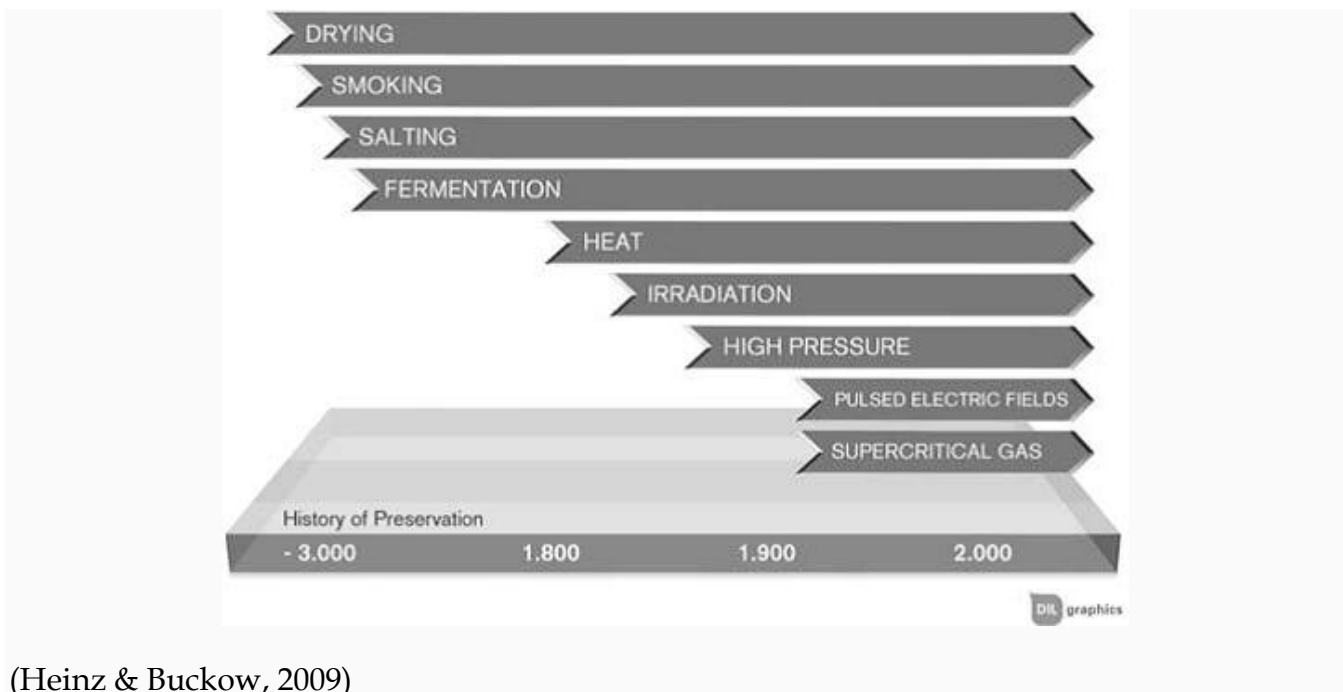 DRYING
SMOKING
SALTING
FERMENTATION
HEAT
IRRADIATION
HIGH PRESSURE
PULSED ELECTRIC FIELDS
SUPERCRITICAL GAS
History of Preservation
- 3.000 1.800 1.900 2.000
DIL graphics
(Heinz & Buckow, 2009)